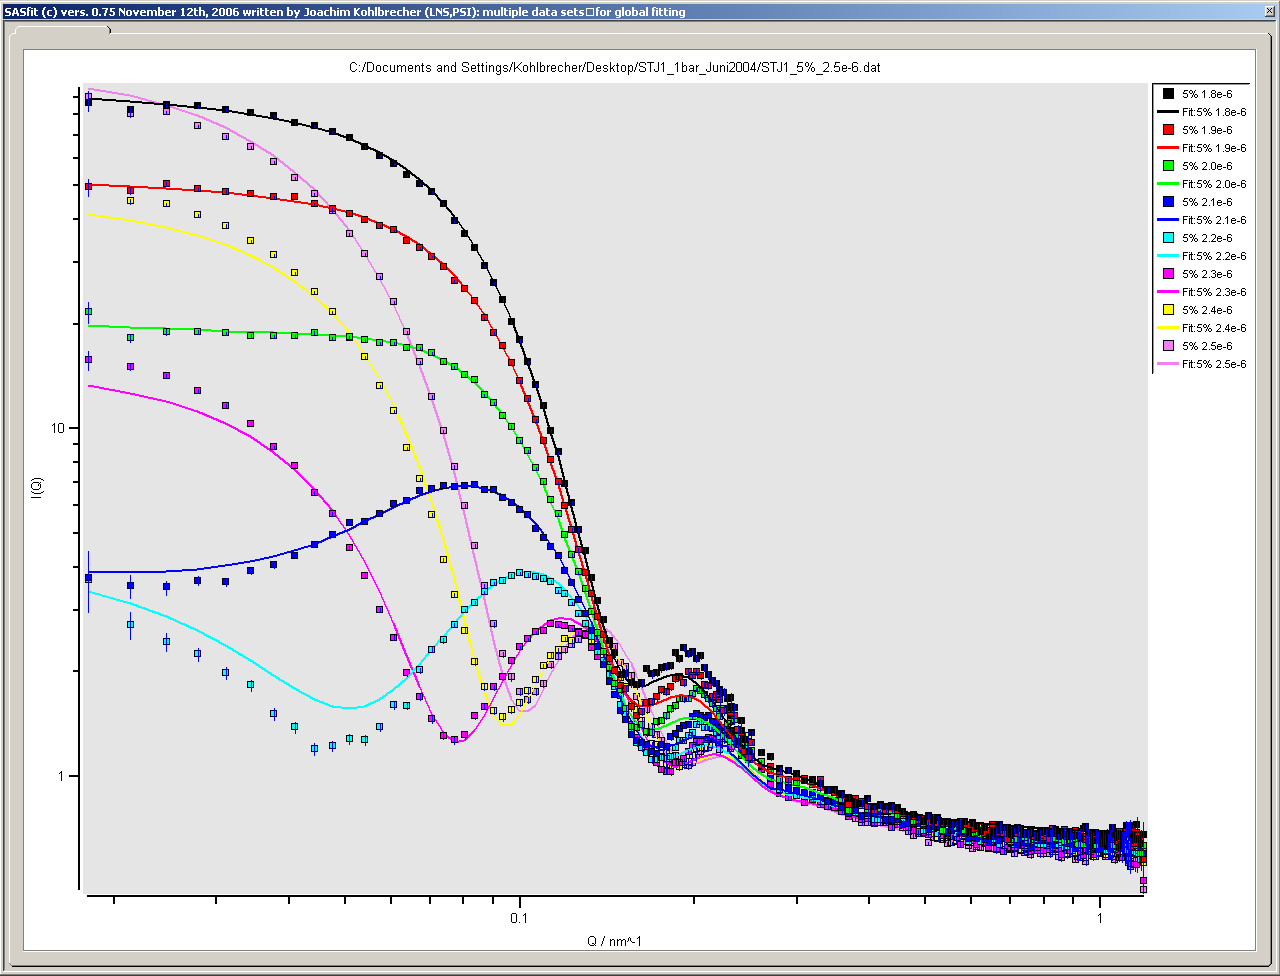 SASfit (c) vers. 0.75 November 12th, 2006 written by Joachim Kohlbrecher (LNS,PSI): multiple data sets□for global fitting
C:/Documents and Settings/Kohlbrecher/Desktop/STJ1_1bar_Juni2004/STJ1_5%_2.5e-6.dat
5% 1.8e-6
Fit:5% 1.8e-6
5% 1.9e-6
Fit:5% 1.9e-6
5% 2.0e-6
Fit:5% 2.0e-6
5% 2.1e-6
Fit:5% 2.1e-6
5% 2.2e-6
Fit:5% 2.2e-6
5% 2.3e-6
Fit:5% 2.3e-6
5% 2.4e-6
Fit:5% 2.4e-6
5% 2.5e-6
Fit:5% 2.5e-6
10
I(Q)
1
0.1
1
Q / nm^-1